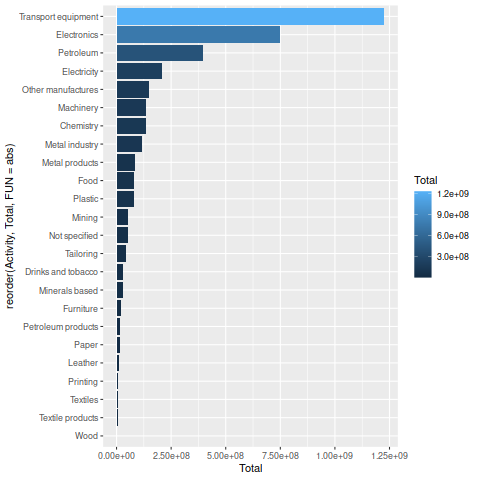 Transport equipment
Electronics
Petroleum
Electricity
Other manufactures
Machinery
Chemistry
Metal industry
Metal products
Food
Plastic
Mining
Not specified
Tailoring
Drinks and tobacco
Minerals based
Furniture
Petroleum products
Paper
Leather
Printing
Textiles
Textile products
Wood
reorder(Activity, Total, FUN = abs)
0.00e+00 2.50e+08 5.00e+08 7.50e+08 1.00e+09 1.25e+09
Total
Total
1.2e+09
9.0e+08
6.0e+08
3.0e+08